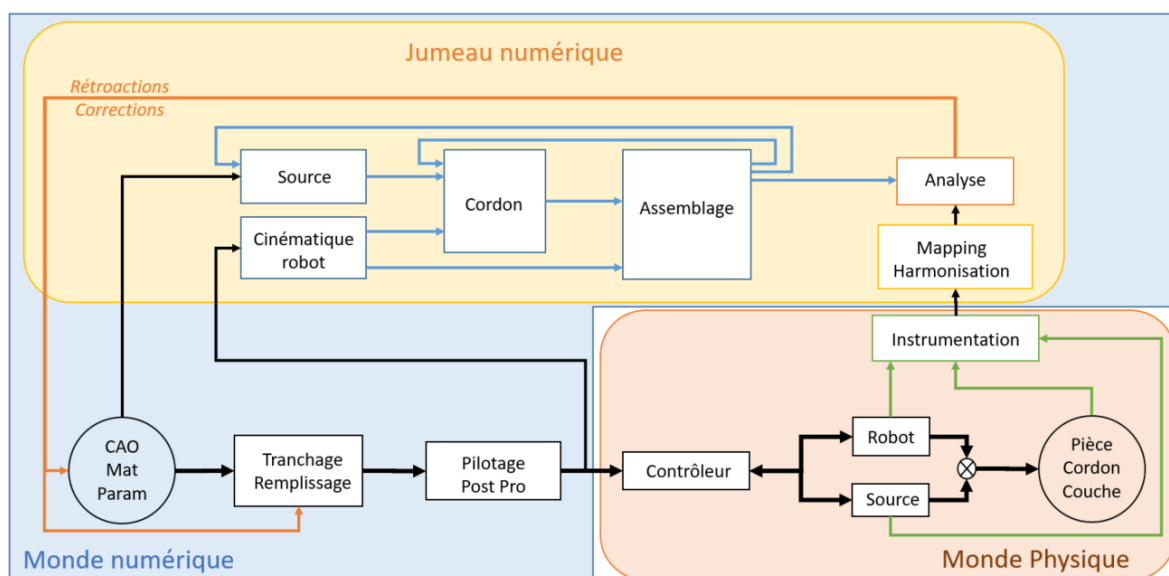 Jumeau numérique
Rétroactions
Corrections
Source
Cordon
Assemblage
Analyse
Cinématique
robot
Mapping
Harmonisation
Instrumentation
CAO
Mat
Param
Tranchage
Remplissage
Pilotage
Post Pro
Contrôleur
Robot
Source
Pièce
Cordon
Couche
Monde numérique
Monde Physique